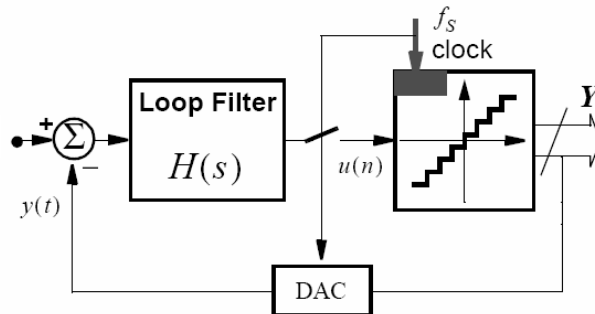 f_S
clock
Loop Filter
+
Σ
H(s)
Y
−
y(t)
u(n)
DAC